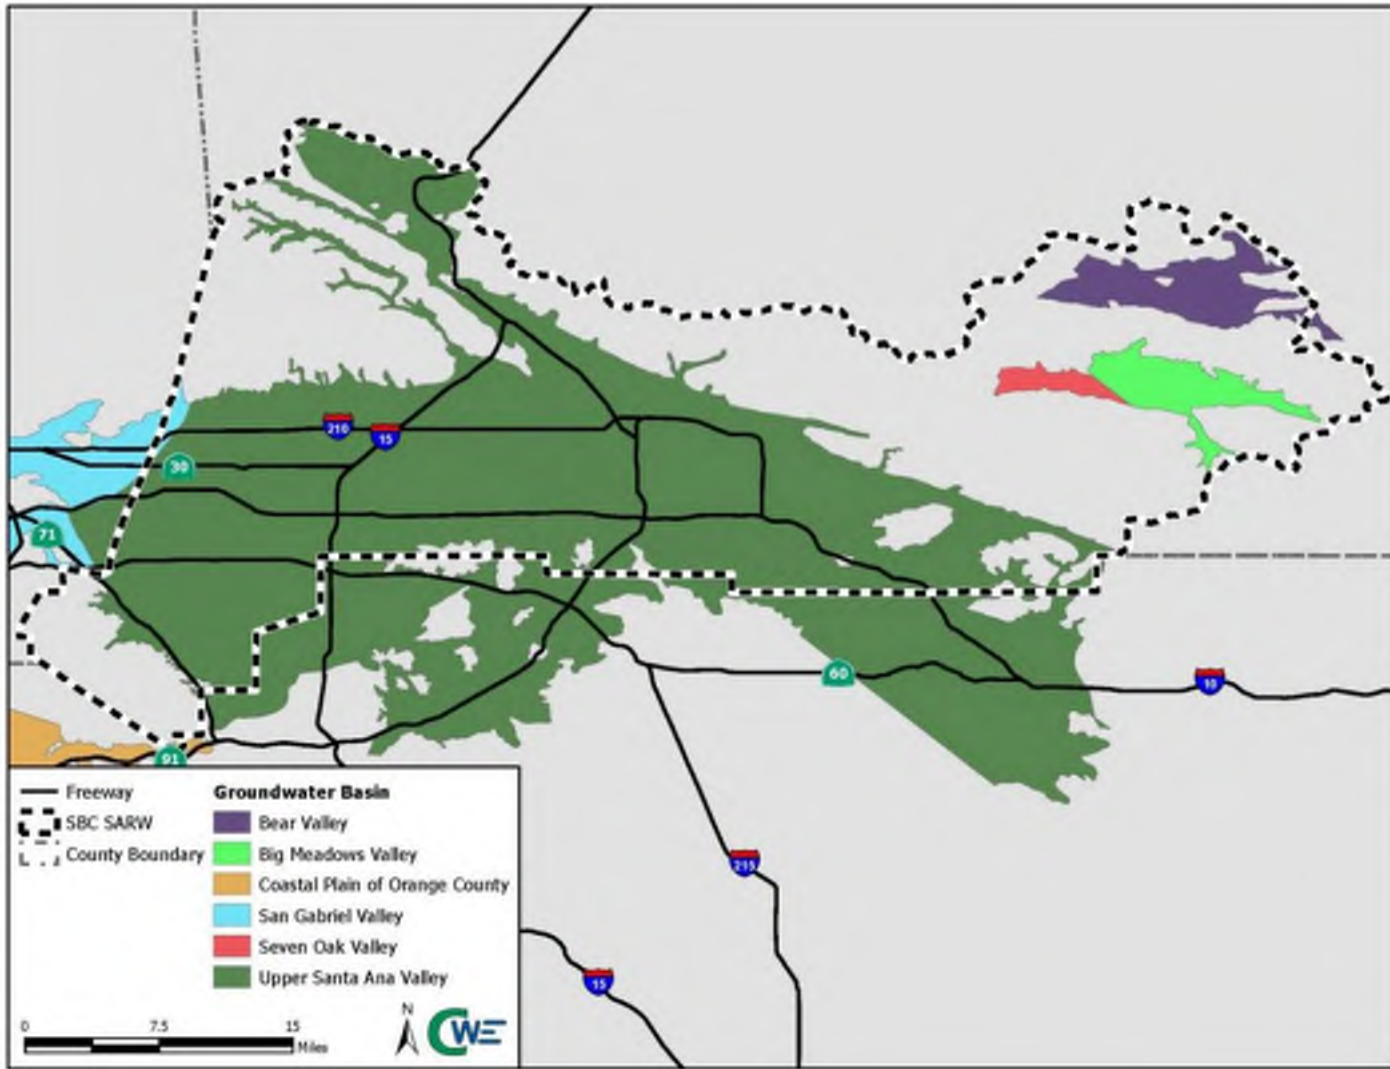 210
15
30
71
60
10
91
Freeway
SBC SARW
County Boundary
Groundwater Basin
Bear Valley
Big Meadows Valley
Coastal Plain of Orange County
San Gabriel Valley
Seven Oak Valley
Upper Santa Ana Valley
215
15
0 7.5 15
Miles
N
CWE